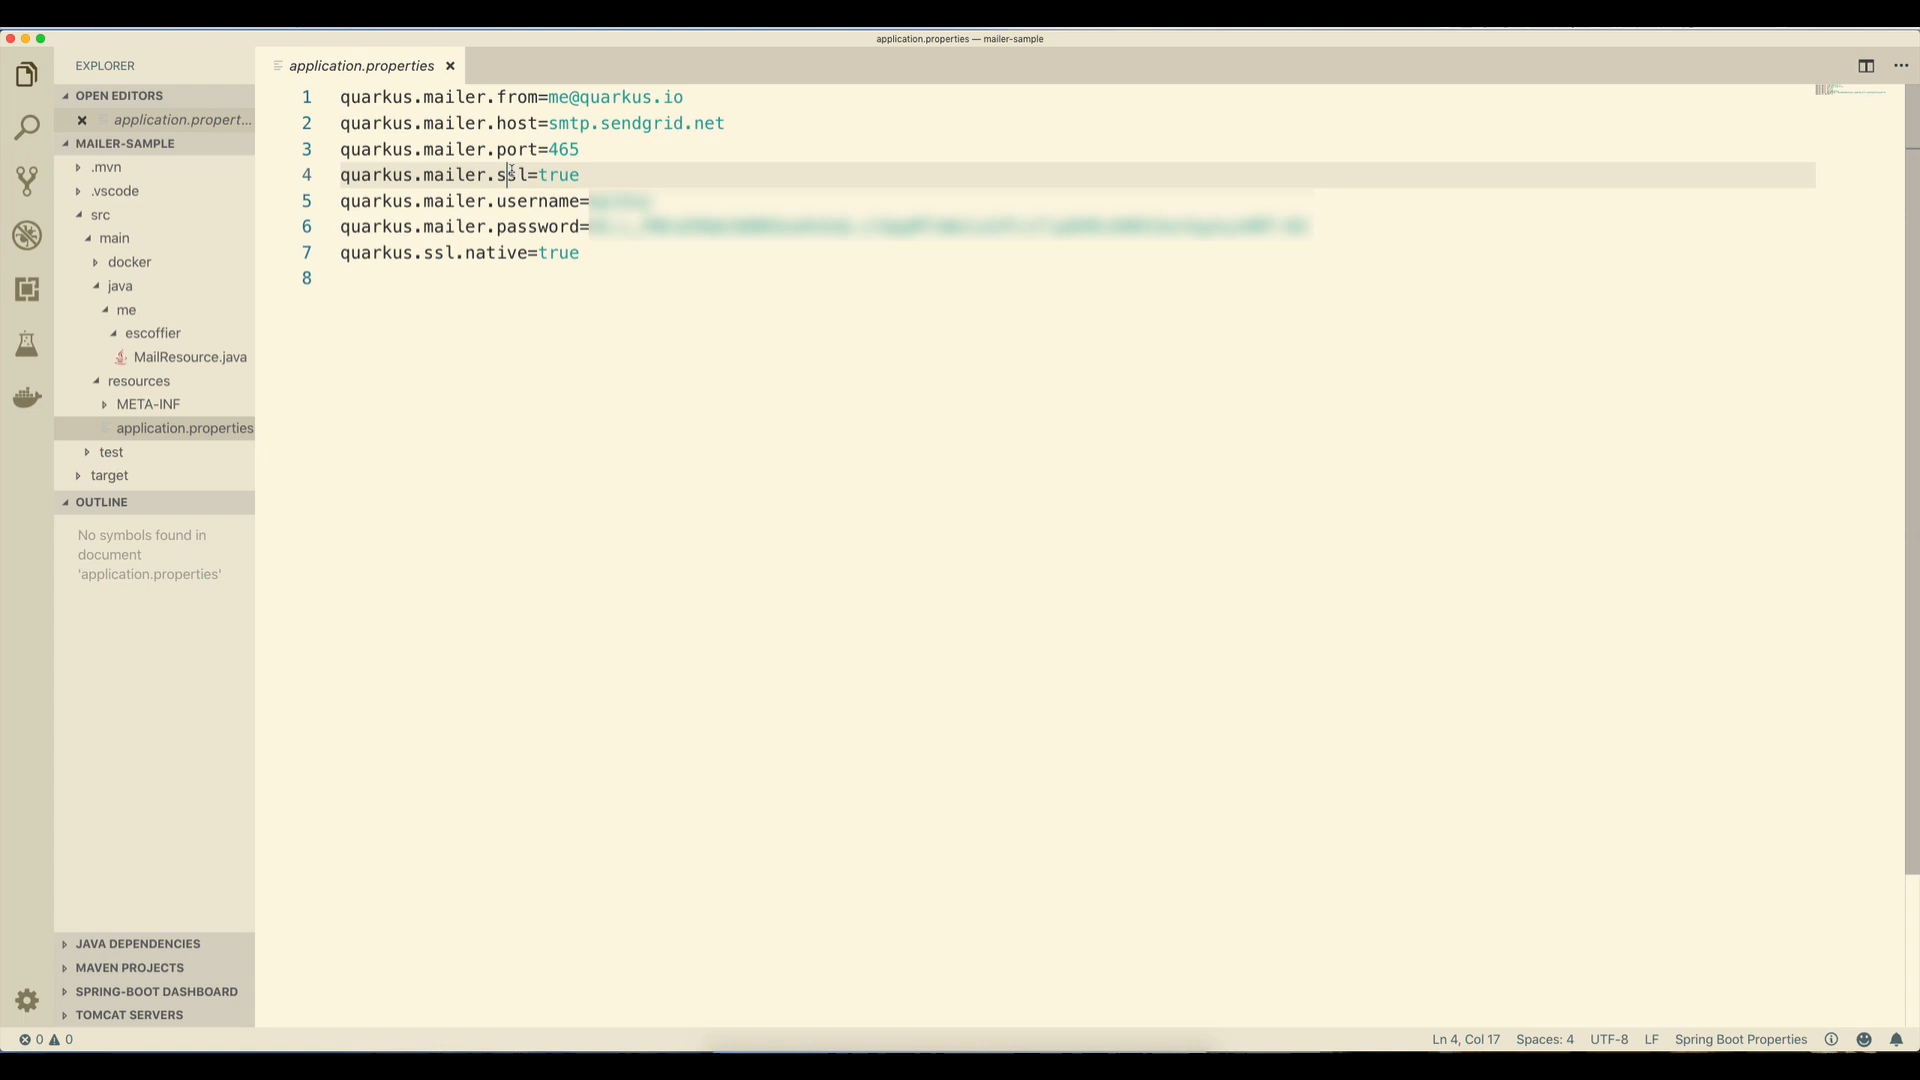 application.properties — mailer-sample
EXPLORER
OPEN EDITORS
application.propert...
MAILER-SAMPLE
.mvn
.vscode
src
main
docker
java
me
escoffier
MailResource.java
resources
META-INF
application.properties
test
target
OUTLINE
No symbols found in
document
'application.properties'
JAVA DEPENDENCIES
MAVEN PROJECTS
SPRING-BOOT DASHBOARD
TOMCAT SERVERS
application.properties
1 quarkus.mailer.from=me@quarkus.io
2 quarkus.mailer.host=smtp.sendgrid.net
3 quarkus.mailer.port=465
4 quarkus.mailer.ssl=true
5 quarkus.mailer.username=
6 quarkus.mailer.password=
7 quarkus.ssl.native=true
8
0 0
Ln 4, Col 17 Spaces: 4 UTF-8 LF Spring Boot Properties